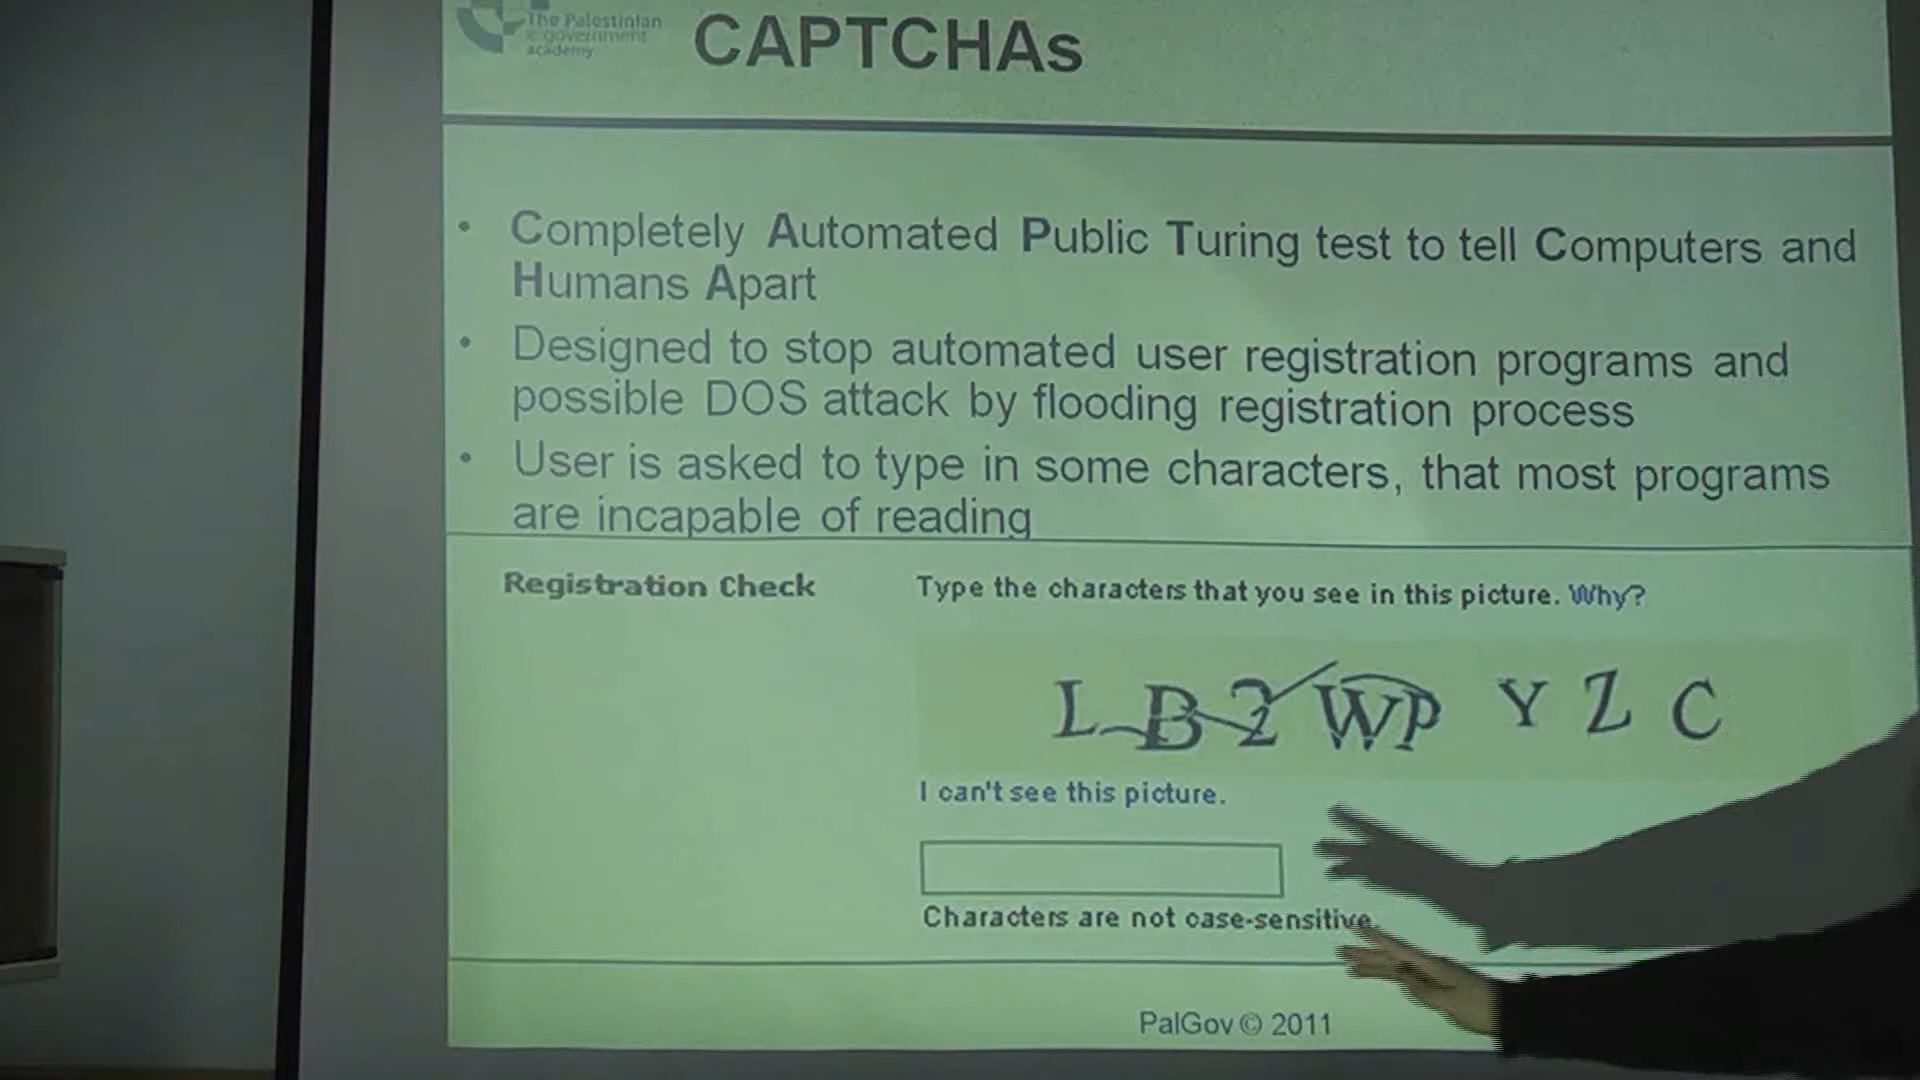 The Palestinian
e-government
academy
CAPTCHAs
• Completely Automated Public Turing test to tell Computers and
Humans Apart
• Designed to stop automated user registration programs and
possible DOS attack by flooding registration process
• User is asked to type in some characters, that most programs
are incapable of reading
Registration Check
Type the characters that you see in this picture. Why?
L B 2 W P Y Z C
I can't see this picture.
Characters are not case-sensitive.
PalGov © 2011